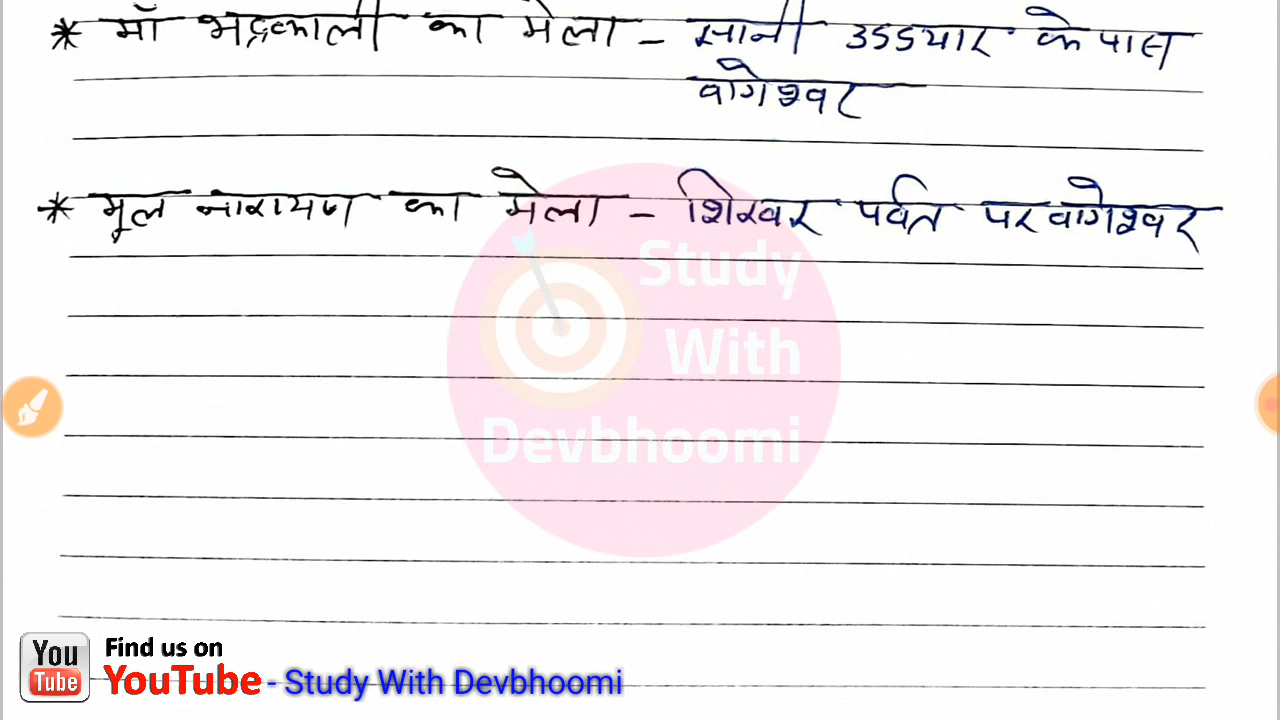 * माँ भद्रकाली का मेला - सानी उडड्यार के पास
वागेश्वर
* मूल नारायण का मेला - शिखर पर्वत पर वागेश्वर
Study
With
Devbhoomi
You Tube Find us on
YouTube - Study With Devbhoomi